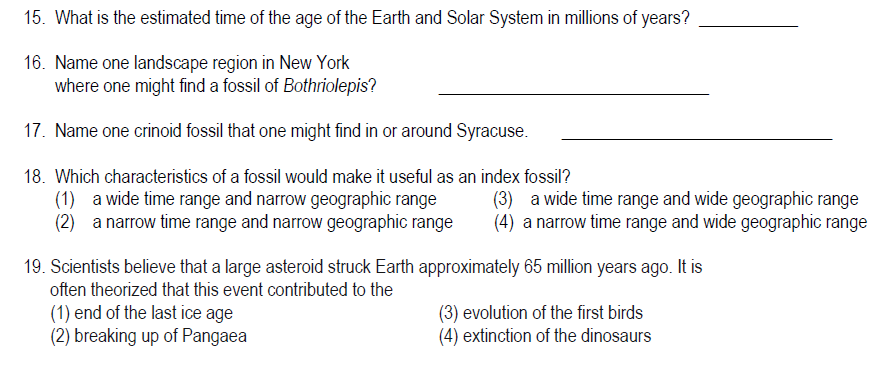 15. What is the estimated time of the age of the Earth and Solar System in millions of years? ___________
16. Name one landscape region in New York
where one might find a fossil of Bothriolepis? ______________________________
17. Name one crinoid fossil that one might find in or around Syracuse. ______________________________
18. Which characteristics of a fossil would make it useful as an index fossil?
(1) a wide time range and narrow geographic range (3) a wide time range and wide geographic range
(2) a narrow time range and narrow geographic range (4) a narrow time range and wide geographic range
19. Scientists believe that a large asteroid struck Earth approximately 65 million years ago. It is
often theorized that this event contributed to the
(1) end of the last ice age (3) evolution of the first birds
(2) breaking up of Pangaea (4) extinction of the dinosaurs